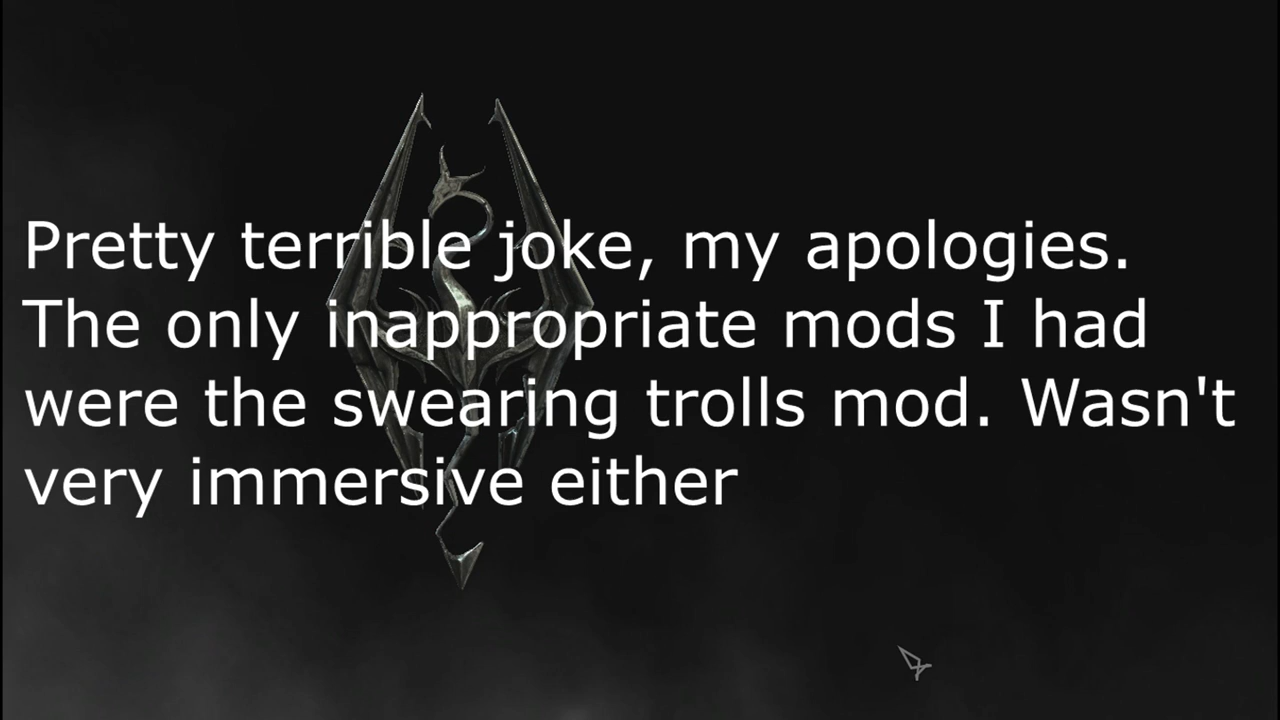 Pretty terrible joke, my apologies.
The only inappropriate mods I had
were the swearing trolls mod. Wasn't
very immersive either